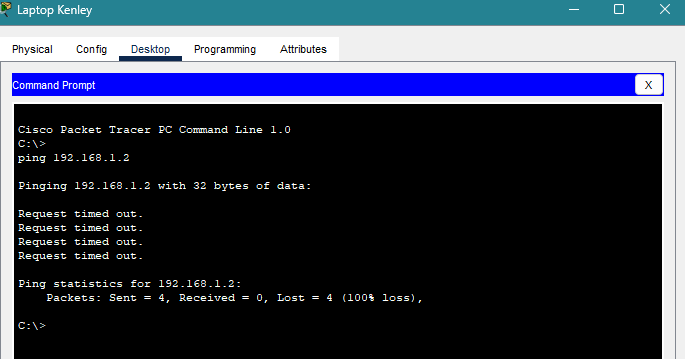 Laptop Kenley
Physical Config Desktop Programming Attributes
Command Prompt X
Cisco Packet Tracer PC Command Line 1.0
C:\>
ping 192.168.1.2
Pinging 192.168.1.2 with 32 bytes of data:
Request timed out.
Request timed out.
Request timed out.
Request timed out.
Ping statistics for 192.168.1.2:
Packets: Sent = 4, Received = 0, Lost = 4 (100% loss),
C:\>